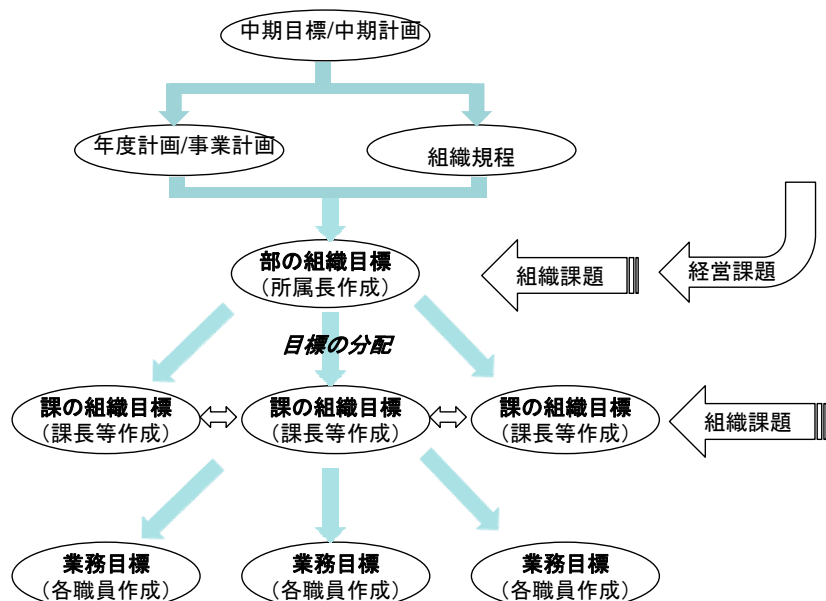 中期目標/中期計画
年度計画/事業計画
組織規程
部の組織目標
(所属長作成)
組織課題
経営課題
目標の分配
課の組織目標
(課長等作成)
課の組織目標
(課長等作成)
課の組織目標
(課長等作成)
組織課題
業務目標
(各職員作成)
業務目標
(各職員作成)
業務目標
(各職員作成)